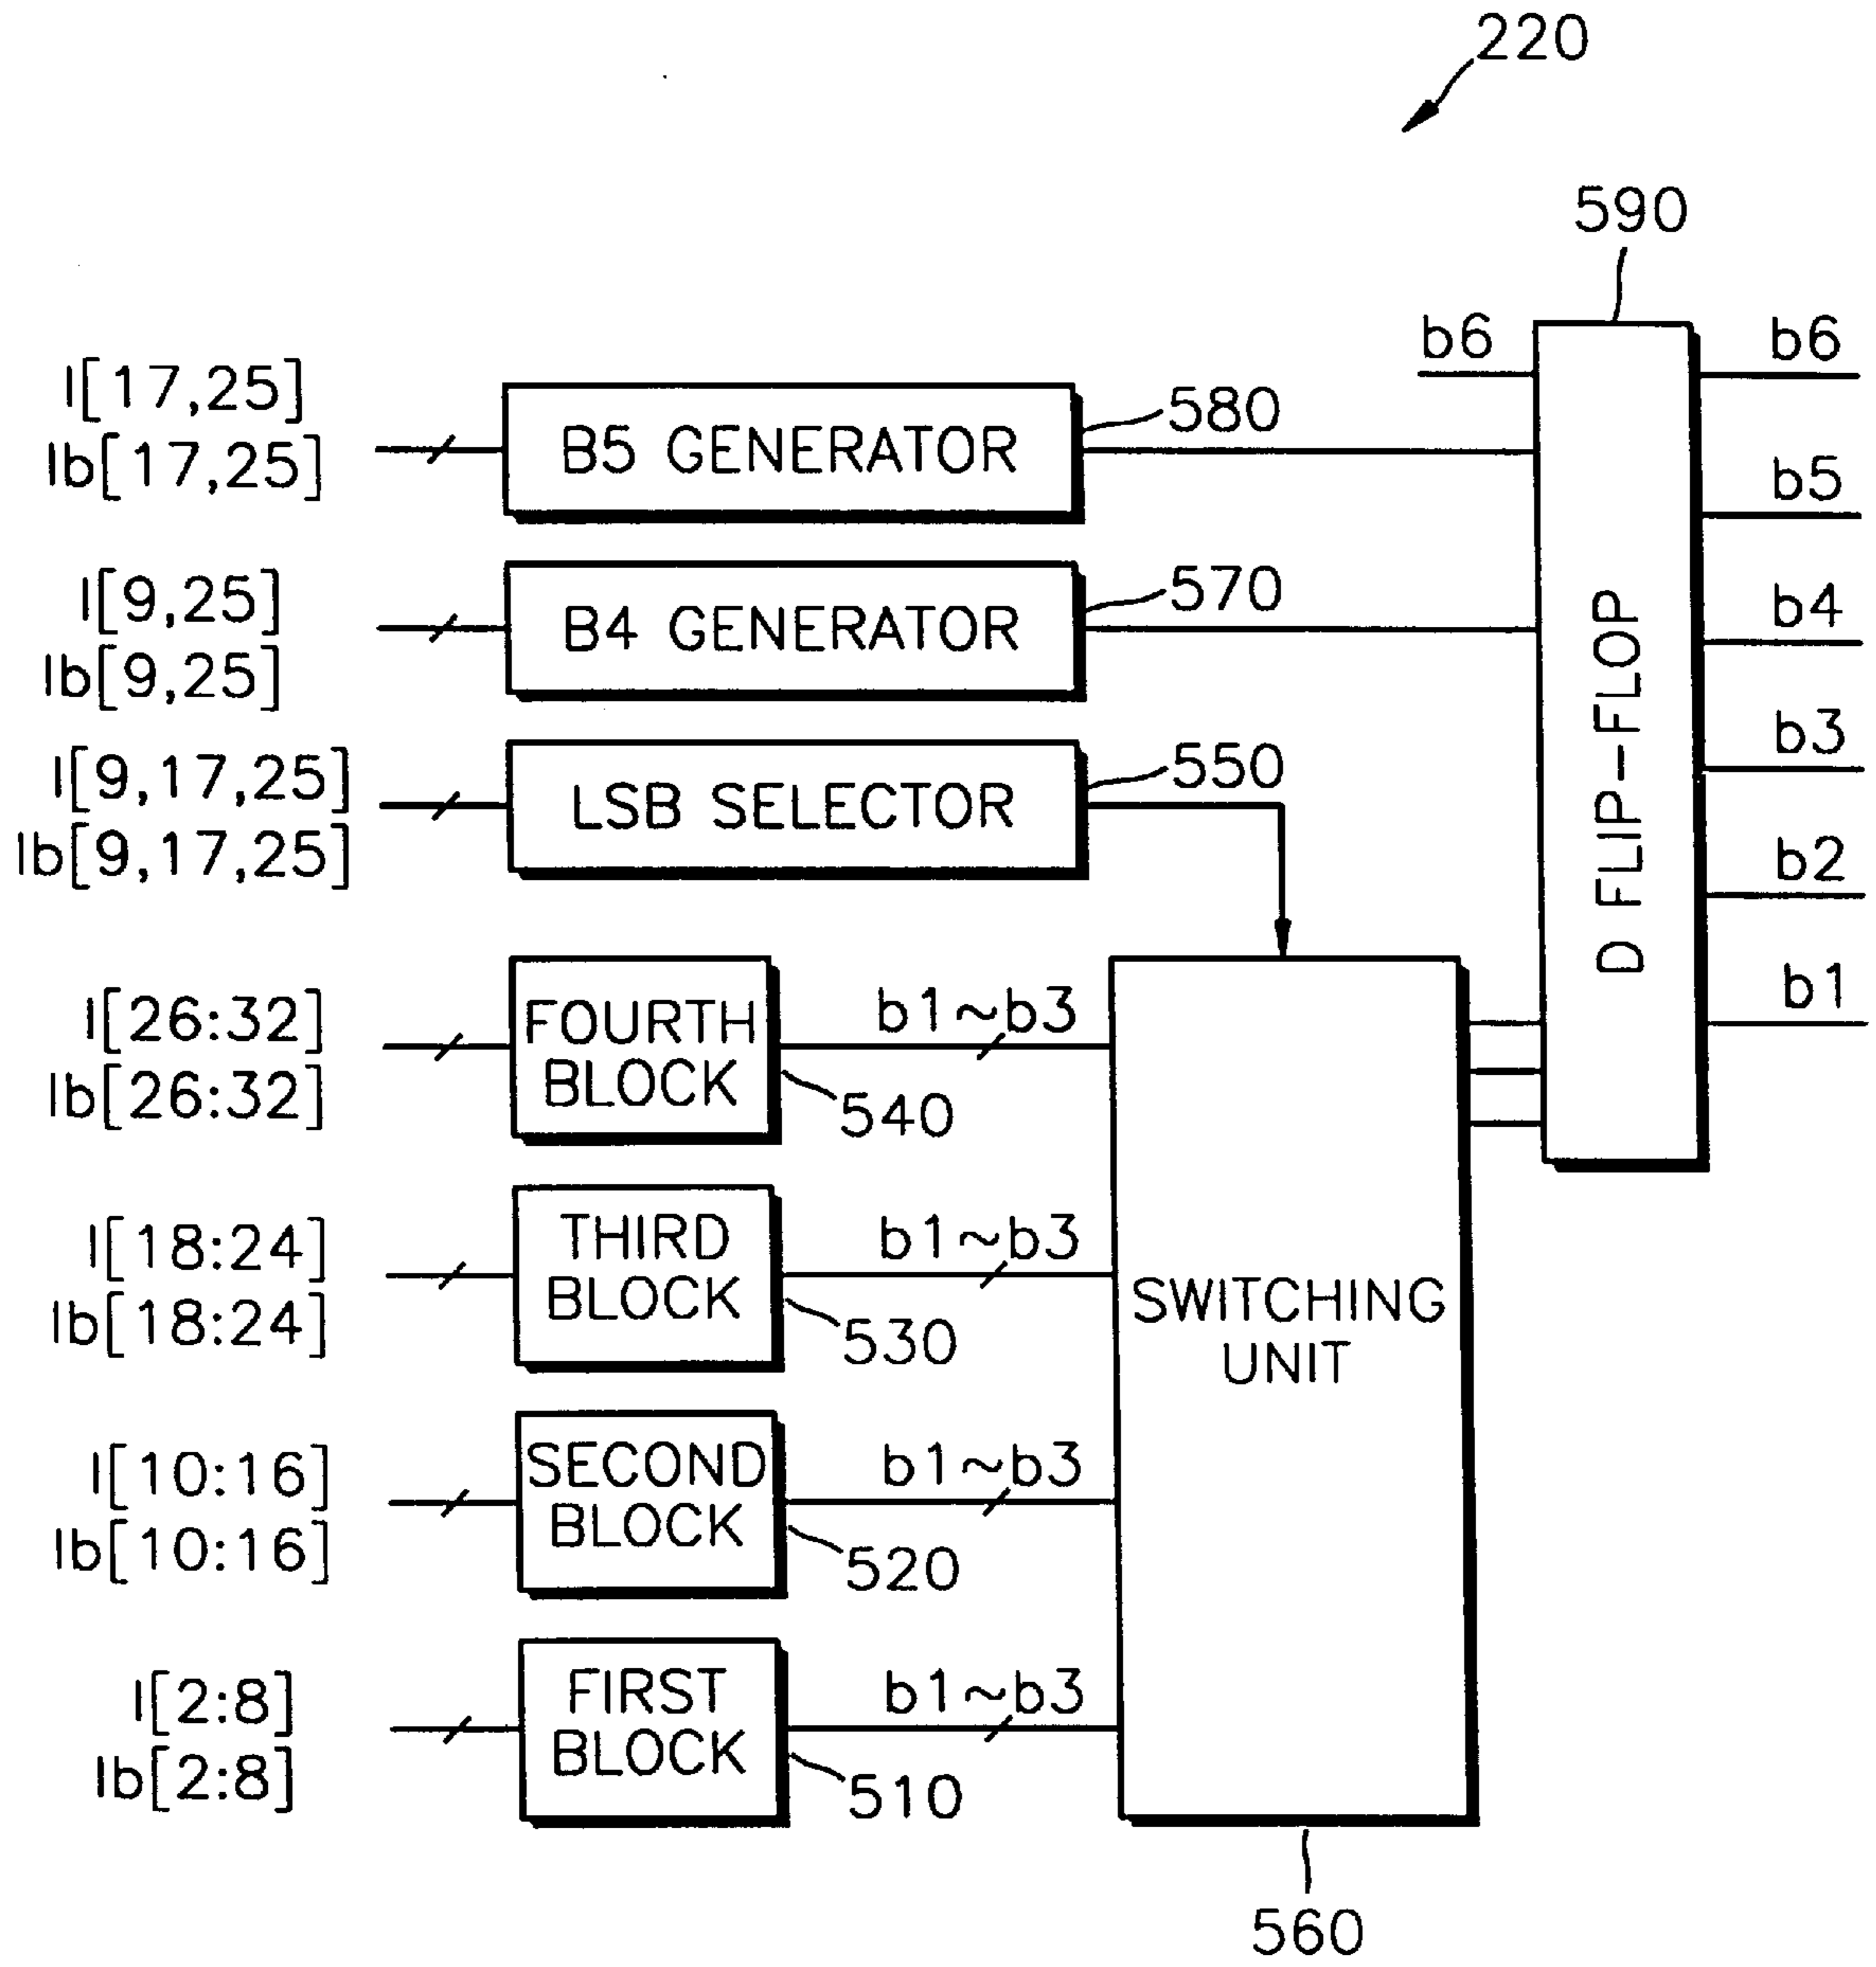 220
590
b6
b6
I[17,25]
Ib[17,25]
B5 GENERATOR
580
b5
I[9,25]
Ib[9,25]
B4 GENERATOR
570
b4
D FLIP-FLOP
b3
I[9,17,25]
Ib[9,17,25]
LSB SELECTOR
550
b2
b1
I[26:32]
Ib[26:32]
FOURTH
BLOCK
540
b1~b3
I[18:24]
Ib[18:24]
THIRD
BLOCK
530
b1~b3
SWITCHING
UNIT
I[10:16]
Ib[10:16]
SECOND
BLOCK
520
b1~b3
I[2:8]
Ib[2:8]
FIRST
BLOCK
510
b1~b3
560